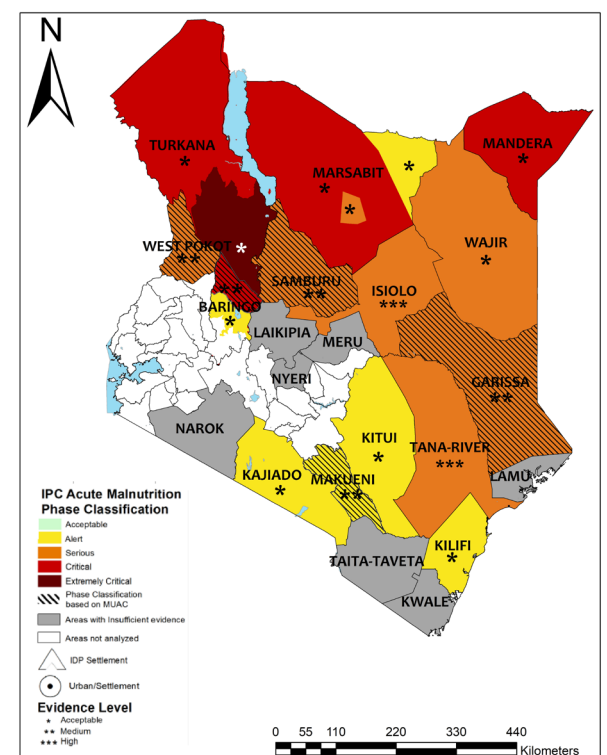 N
TURKANA
*
MARSABIT
*
*
*
MANDERA
*
WAJIR
*
WEST POKOT
**
*
SAMBURU
**
ISIOLO
***
**
BARINGO
*
LAIKIPIA
MERU
NYERI
GARISSA
**
NAROK
KITUI
*
TANA-RIVER
***
KAJIADO
*
MAKUENI
**
LAMU
KILIFI
*
TAITA-TAVETA
KWALE
IPC Acute Malnutrition
Phase Classification
Acceptable
Alert
Serious
Critical
Extremely Critical
Phase Classification
based on MUAC
Areas with Insufficient evidence
Areas not analyzed
IDP Settlement
Urban/Settlement
Evidence Level
* Acceptable
** Medium
*** High
0 55 110 220 330 440
Kilometers